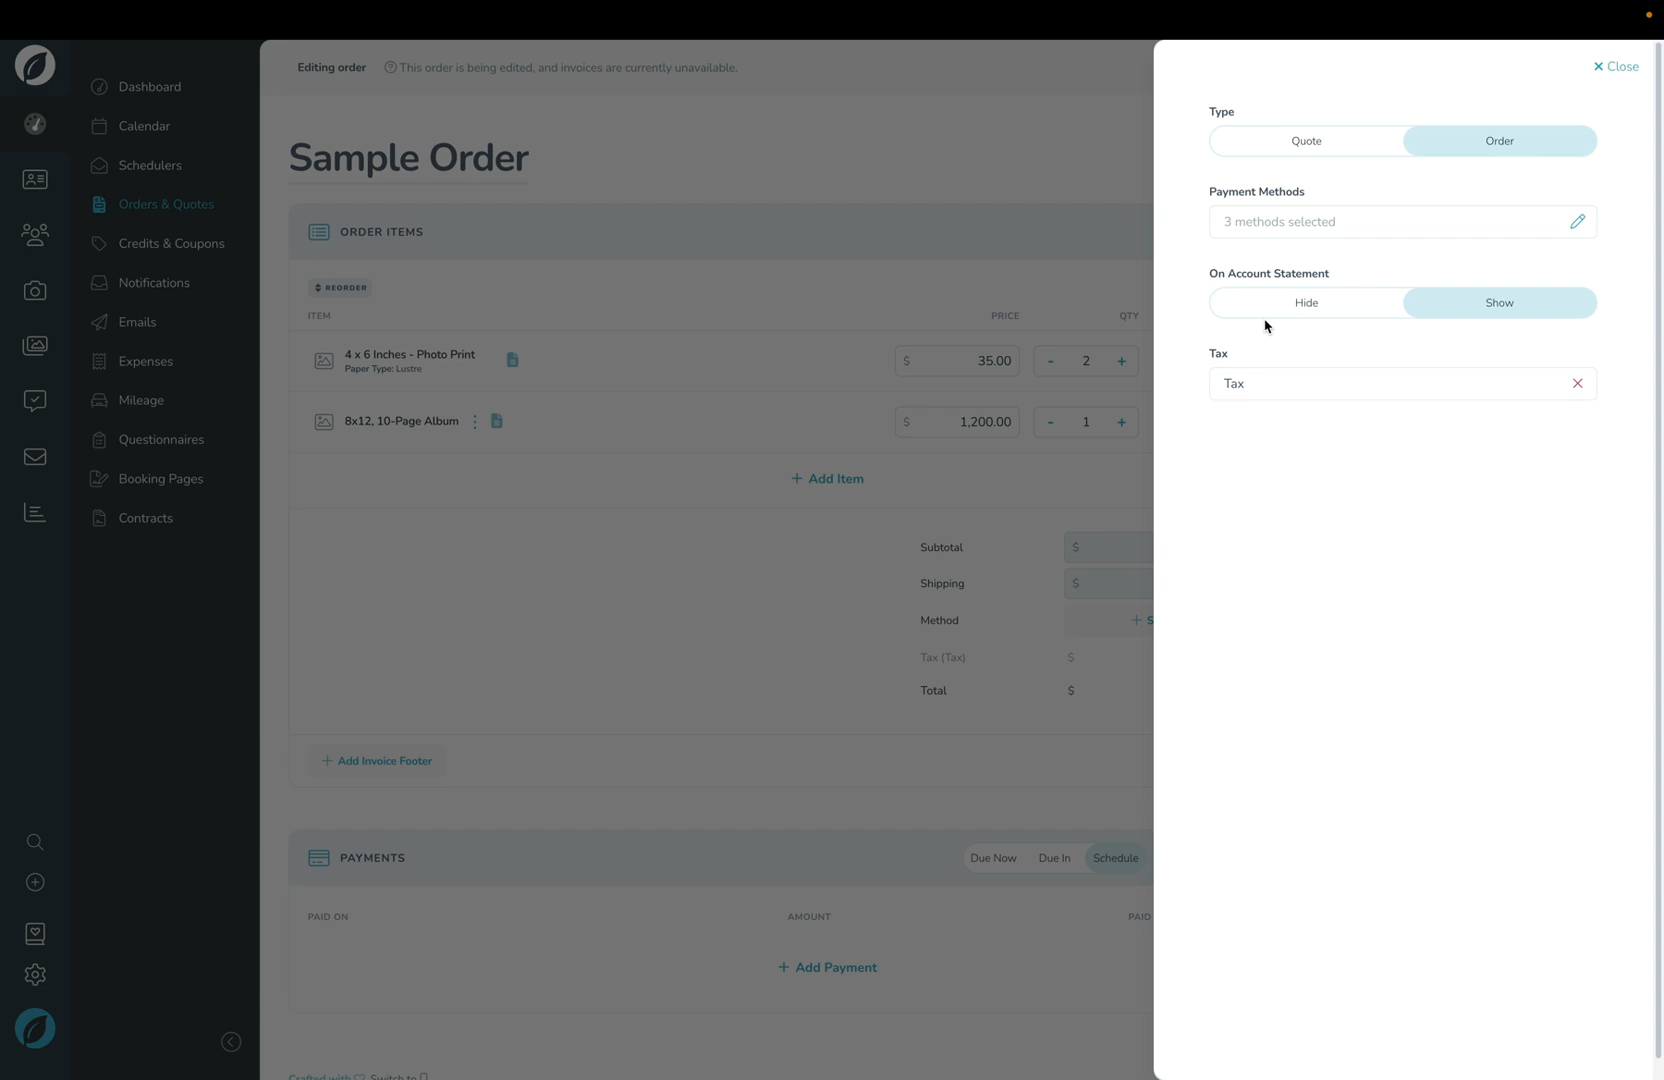 Dashboard
Calendar
Schedulers
Orders & Quotes
Credits & Coupons
Notifications
Emails
Expenses
Mileage
Questionnaires
Booking Pages
Contracts
Editing order
This order is being edited, and invoices are currently unavailable.
Sample Order
ORDER ITEMS
REORDER
ITEM PRICE QTY
4 x 6 Inches - Photo Print $ 35.00 - 2 +
Paper Type: Lustre
8x12, 10-Page Album $ 1,200.00 - 1 +
+ Add Item
Subtotal $
Shipping $
Method + S
Tax (Tax) $
Total $
+ Add Invoice Footer
PAYMENTS Due Now Due In Schedule
PAID ON AMOUNT PAID
+ Add Payment
Crafted with Switch to
× Close
Type
Quote Order
Payment Methods
3 methods selected
On Account Statement
Hide Show
Tax
Tax